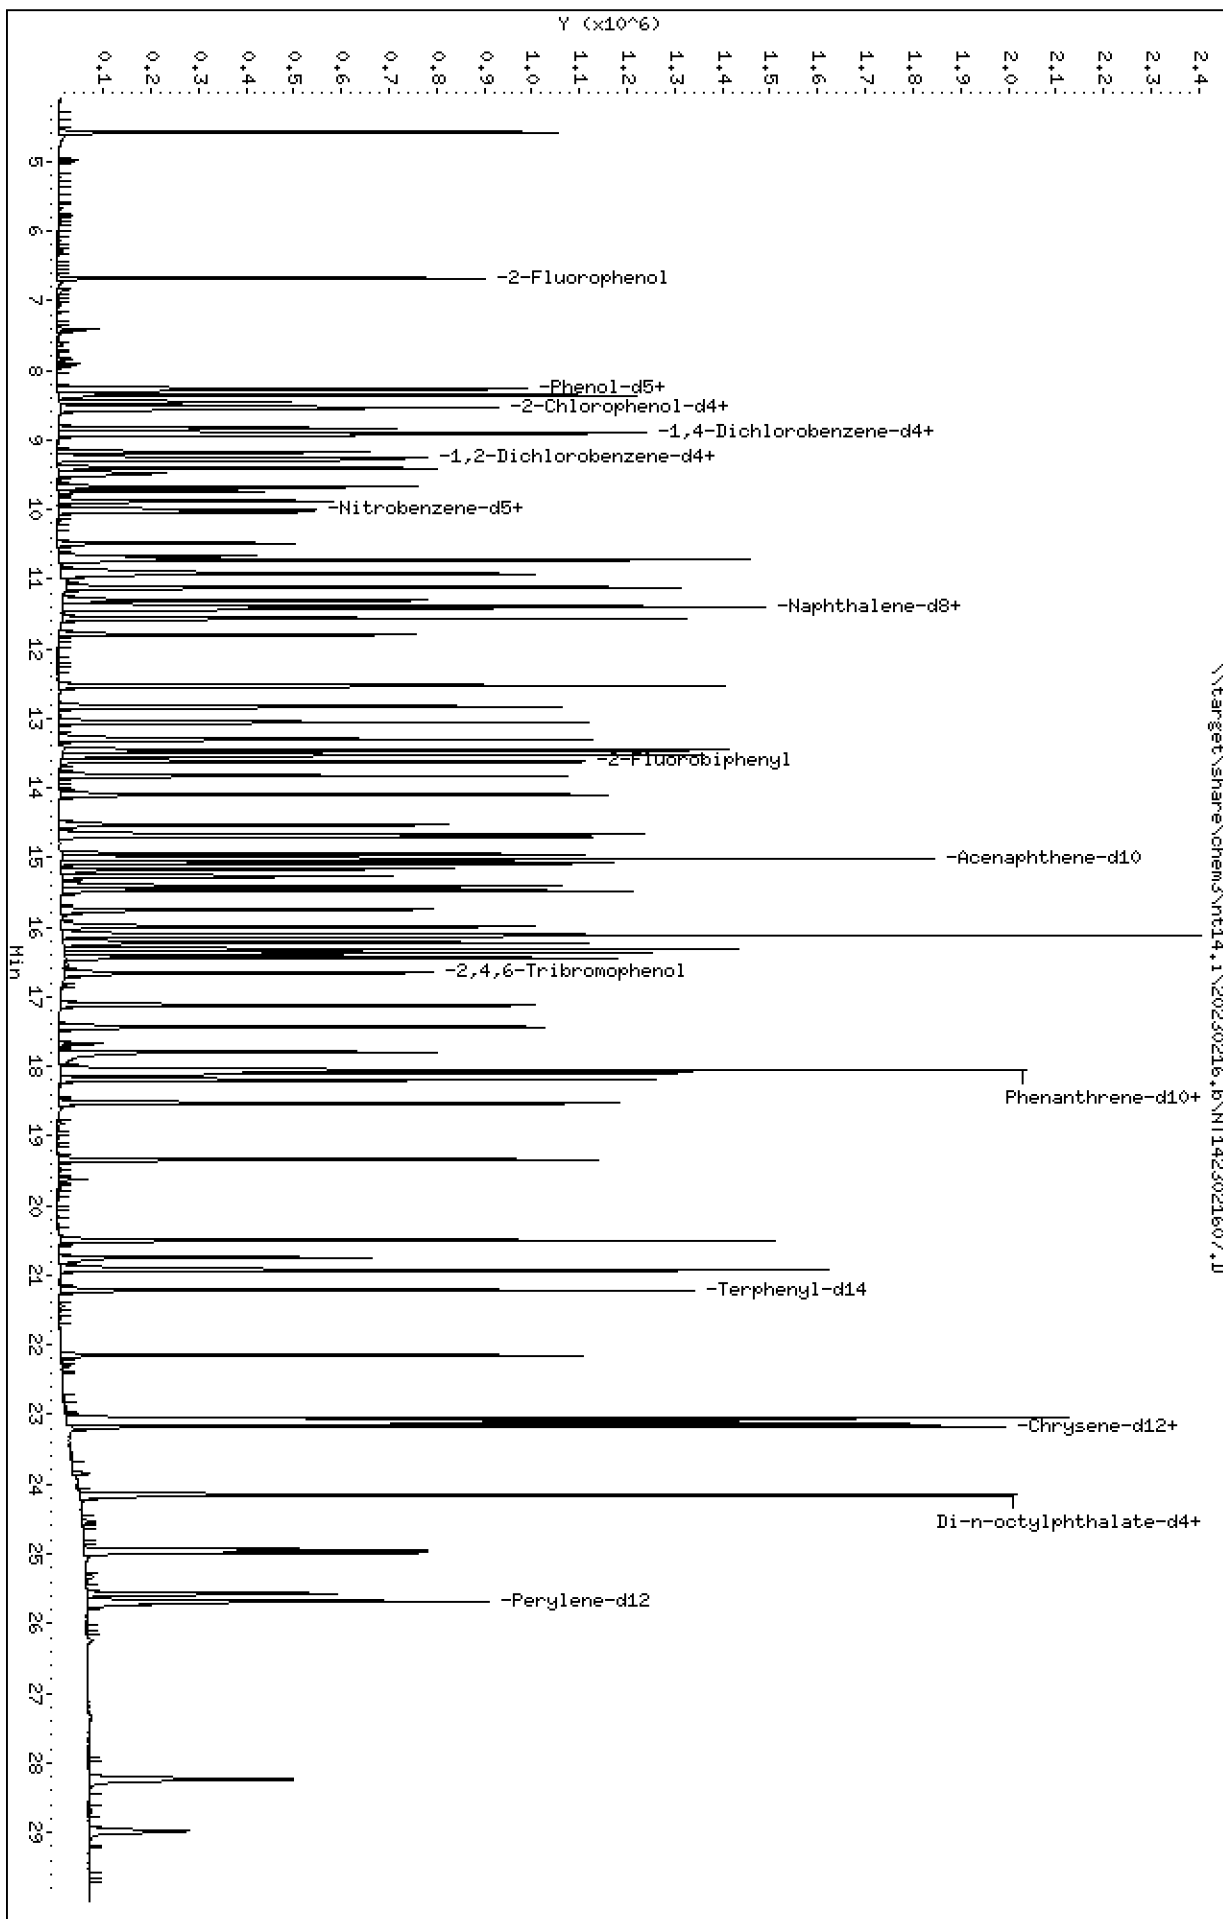 Y (x10^6)
0.1
0.2
0.3
0.4
0.5
0.6
0.7
0.8
0.9
1.0
1.1
1.2
1.3
1.4
1.5
1.6
1.7
1.8
1.9
2.0
2.1
2.2
2.3
2.4
5
6
7
8
9
10
11
12
13
14
15
16
17
18
19
20
21
22
23
24
25
26
27
28
29
Min
-2-Fluorophenol
-Phenol-d5+
-2-Chlorophenol-d4+
-1,4-Dichlorobenzene-d4+
-1,2-Dichlorobenzene-d4+
-Nitrobenzene-d5+
-Naphthalene-d8+
-2-Fluorobiphenyl
-Acenaphthene-d10
-2,4,6-Tribromophenol
Phenanthrene-d10+
-Terphenyl-d14
-Chrysene-d12+
Di-n-octylphthalate-d4+
-Perylene-d12
\\target\share\chem3\nt14.i\20230216.b\NT1423021607.D